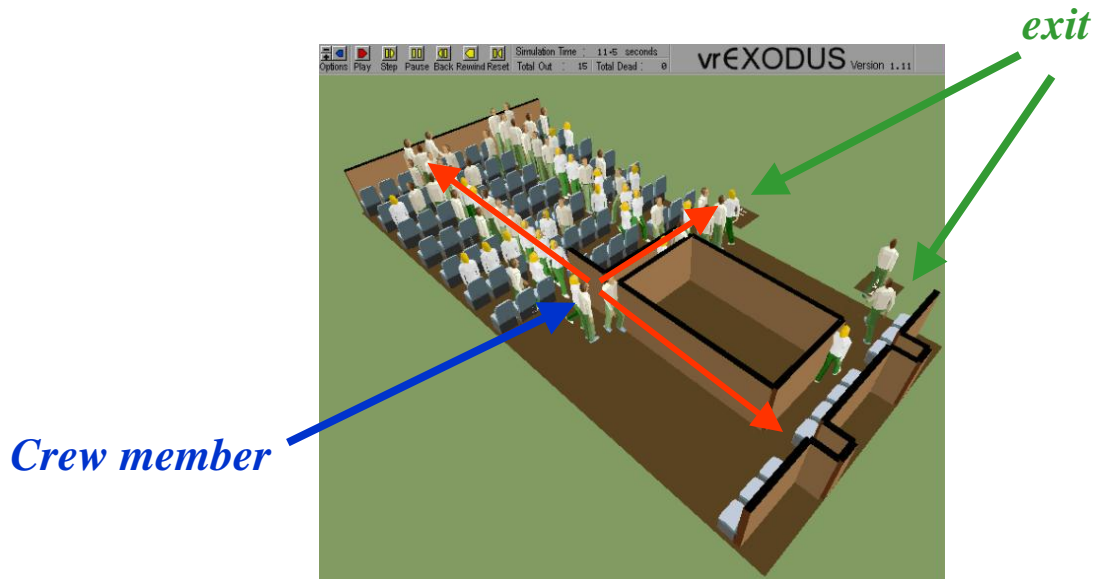 exit
Simulation Time : 11.5 seconds
Options Play Step Pause Back Rewind Reset Total Out : 15 Total Dead : 0
vrEXODUS Version 1.11
Crew member